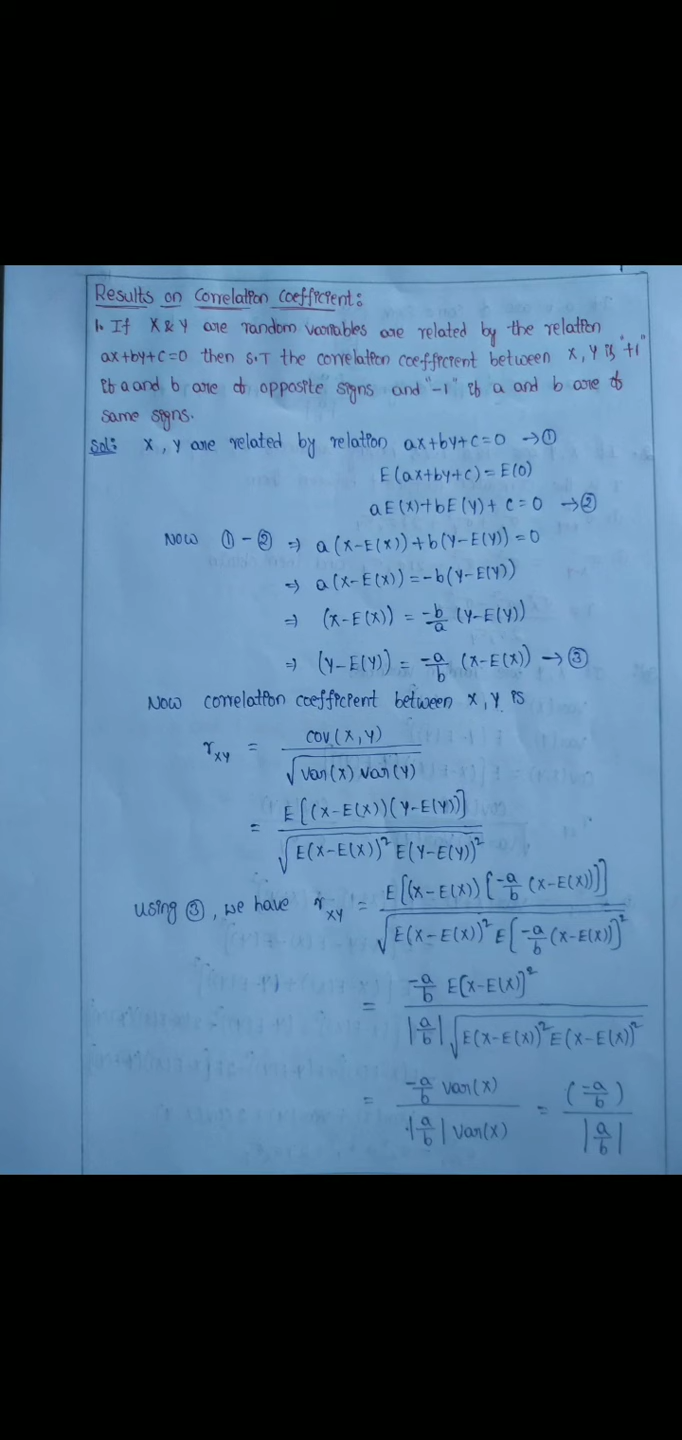 Results on Correlation Coefficient:
1. If X & Y are random variables are related by the relation
ax+by+c=0 then S.T the correlation coefficient between X, Y is "+1"
if a and b are of opposite signs and "-1" if a and b are of
same signs.
Sol: X, Y are related by relation ax+by+c=0 → ①
E(ax+by+c) = E(0)
aE(X)+bE(Y)+c=0 → ②
Now ①-② ⇒ a(X-E(X))+b(Y-E(Y))=0
⇒ a(X-E(X))=-b(Y-E(Y))
⇒ (X-E(X)) = -b/a (Y-E(Y))
⇒ (Y-E(Y)) = -a/b (X-E(X)) → ③
Now correlation coefficient between X, Y is
r_XY = cov(X,Y) / √var(X) var(Y)
= E[(X-E(X))(Y-E(Y))] / √E(X-E(X))² E(Y-E(Y))²
using ③, we have r_XY = E[(X-E(X)) [-a/b (X-E(X))]] / √E(X-E(X))² E[-a/b (X-E(X))]²
= -a/b E[X-E(X)]² / |a/b| √E(X-E(X))² E(X-E(X))²
= -a/b var(X) / |a/b| var(X) = (-a/b) / |a/b|